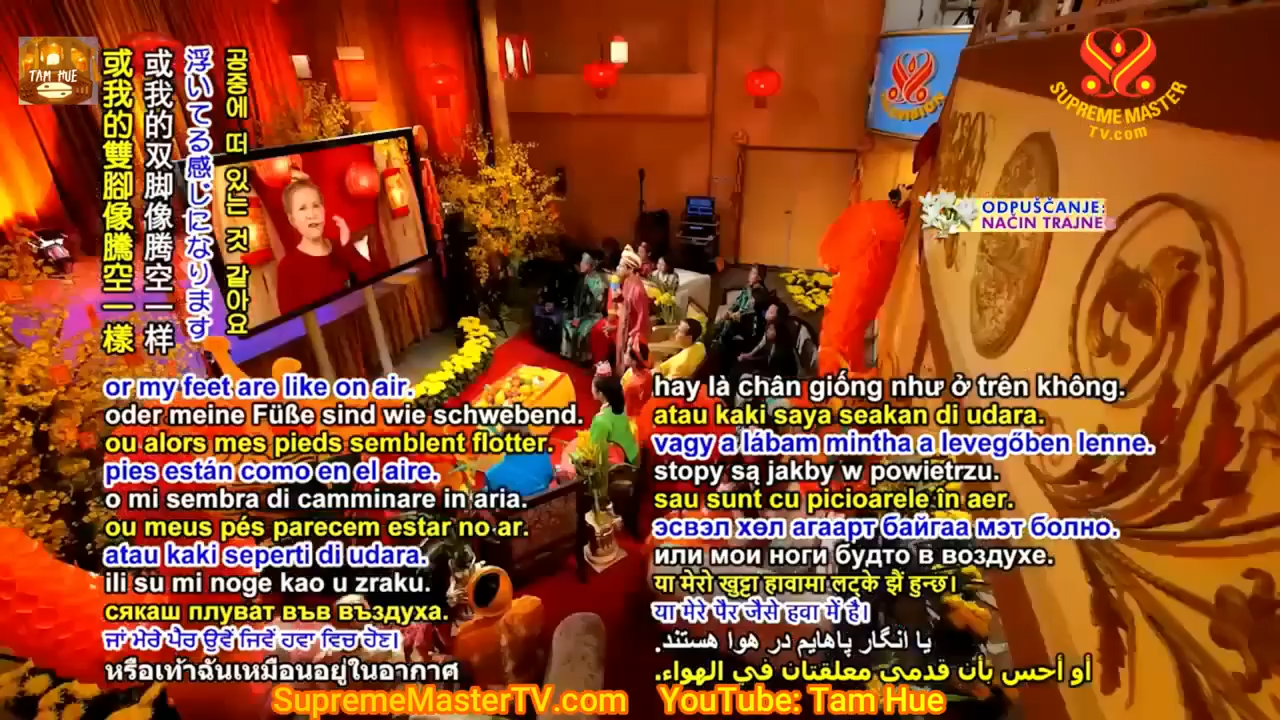 TAM HUE
或我的雙腳像騰空一樣
或我的双脚像腾空一样
浮いてる感じになります
공중에 떠 있는 것 같아요
SUPREME MASTER
TV.com
ODPUŠČANJE:
NAČIN TRAJNE
or my feet are like on air.
oder meine Füße sind wie schwebend.
ou alors mes pieds semblent flotter.
pies están como en el aire.
o mi sembra di camminare in aria.
ou meus pés parecem estar no ar.
atau kaki seperti di udara.
ili su mi noge kao u zraku.
сякаш плуват във въздуха.
ਜਾਂ ਮੇਰੇ ਪੈਰ ਉਵੇਂ ਜਿਵੇਂ ਹਵਾ ਵਿਚ ਹੋਣ।
หรือเท้าฉันเหมือนอยู่ในอากาศ
hay là chân giống như ở trên không.
atau kaki saya seakan di udara.
vagy a lábam mintha a levegőben lenne.
stopy są jakby w powietrzu.
sau sunt cu picioarele în aer.
эсвэл хөл агаарт байгаа мэт болно.
или мои ноги будто в воздухе.
या मेरो खुट्टा हावामा लट्के झैं हुन्छ।
या मेरे पैर जैसे हवा में है।
یا انگار پاهایم در هوا هستند.
أو أحس بأن قدمي معلقتان في الهواء.
SupremeMasterTV.com YouTube: Tam Hue